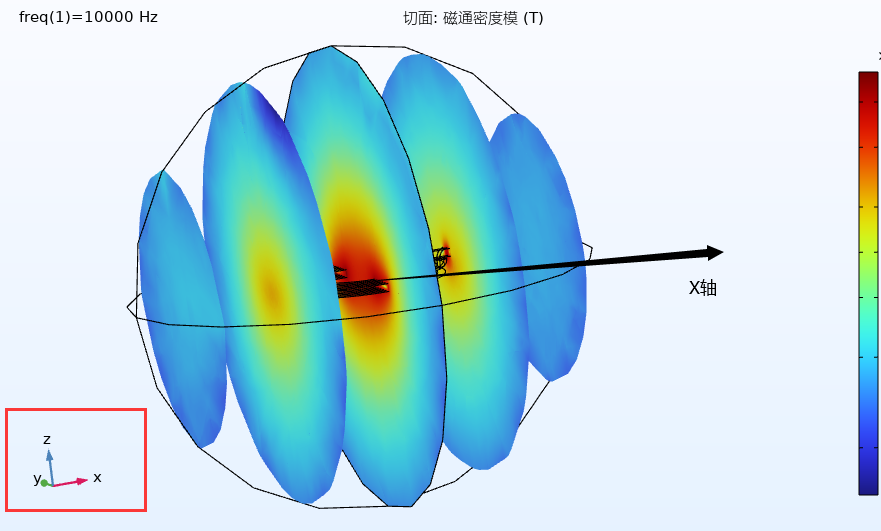 freq(1)=10000 Hz
切面: 磁通密度模 (T)
X轴
z
y
x